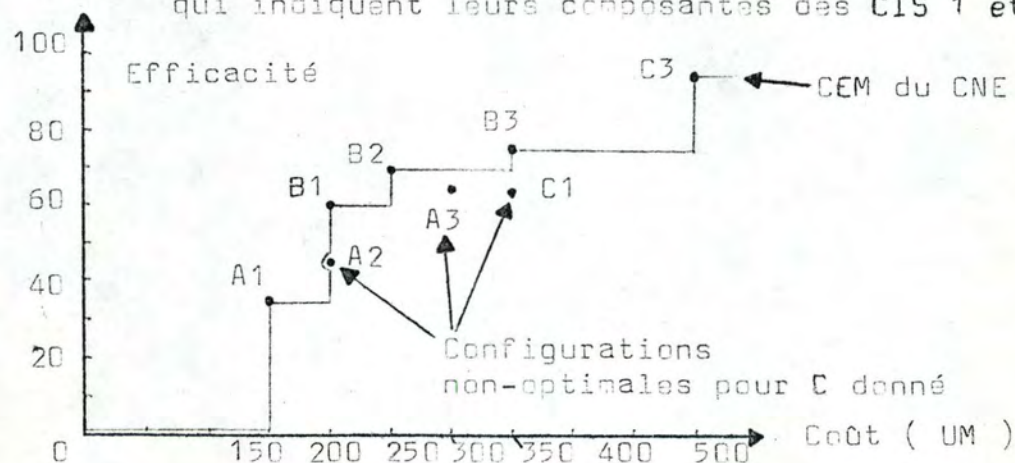 qui indiquent leurs composantes des CIS 1 et
100
Efficacité
C3
CEM du CNE
80
B3
B2
60
B1
C1
A3
A2
40
A1
Configurations
non-optimales pour C donné
20
0
150 200 250 300 350 400 500
Coût ( UM )